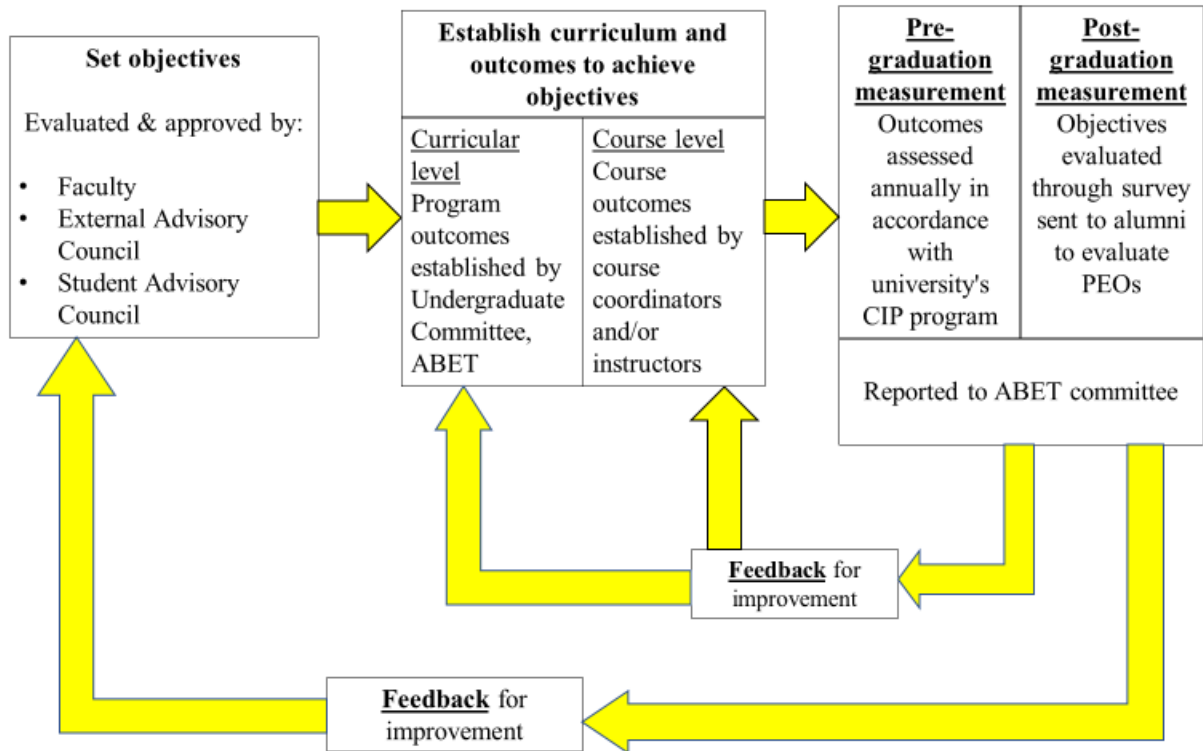 Set objectives
Evaluated & approved by:
• Faculty
• External Advisory
Council
• Student Advisory
Council
Establish curriculum and
outcomes to achieve
objectives
Curricular
level
Program
outcomes
established by
Undergraduate
Committee,
ABET
Course level
Course
outcomes
established by
course
coordinators
and/or
instructors
Pre-
graduation
measurement
Outcomes
assessed
annually in
accordance
with
university's
CIP program
Post-
graduation
measurement
Objectives
evaluated
through survey
sent to alumni
to evaluate
PEOs
Reported to ABET committee
Feedback for
improvement
Feedback for
improvement